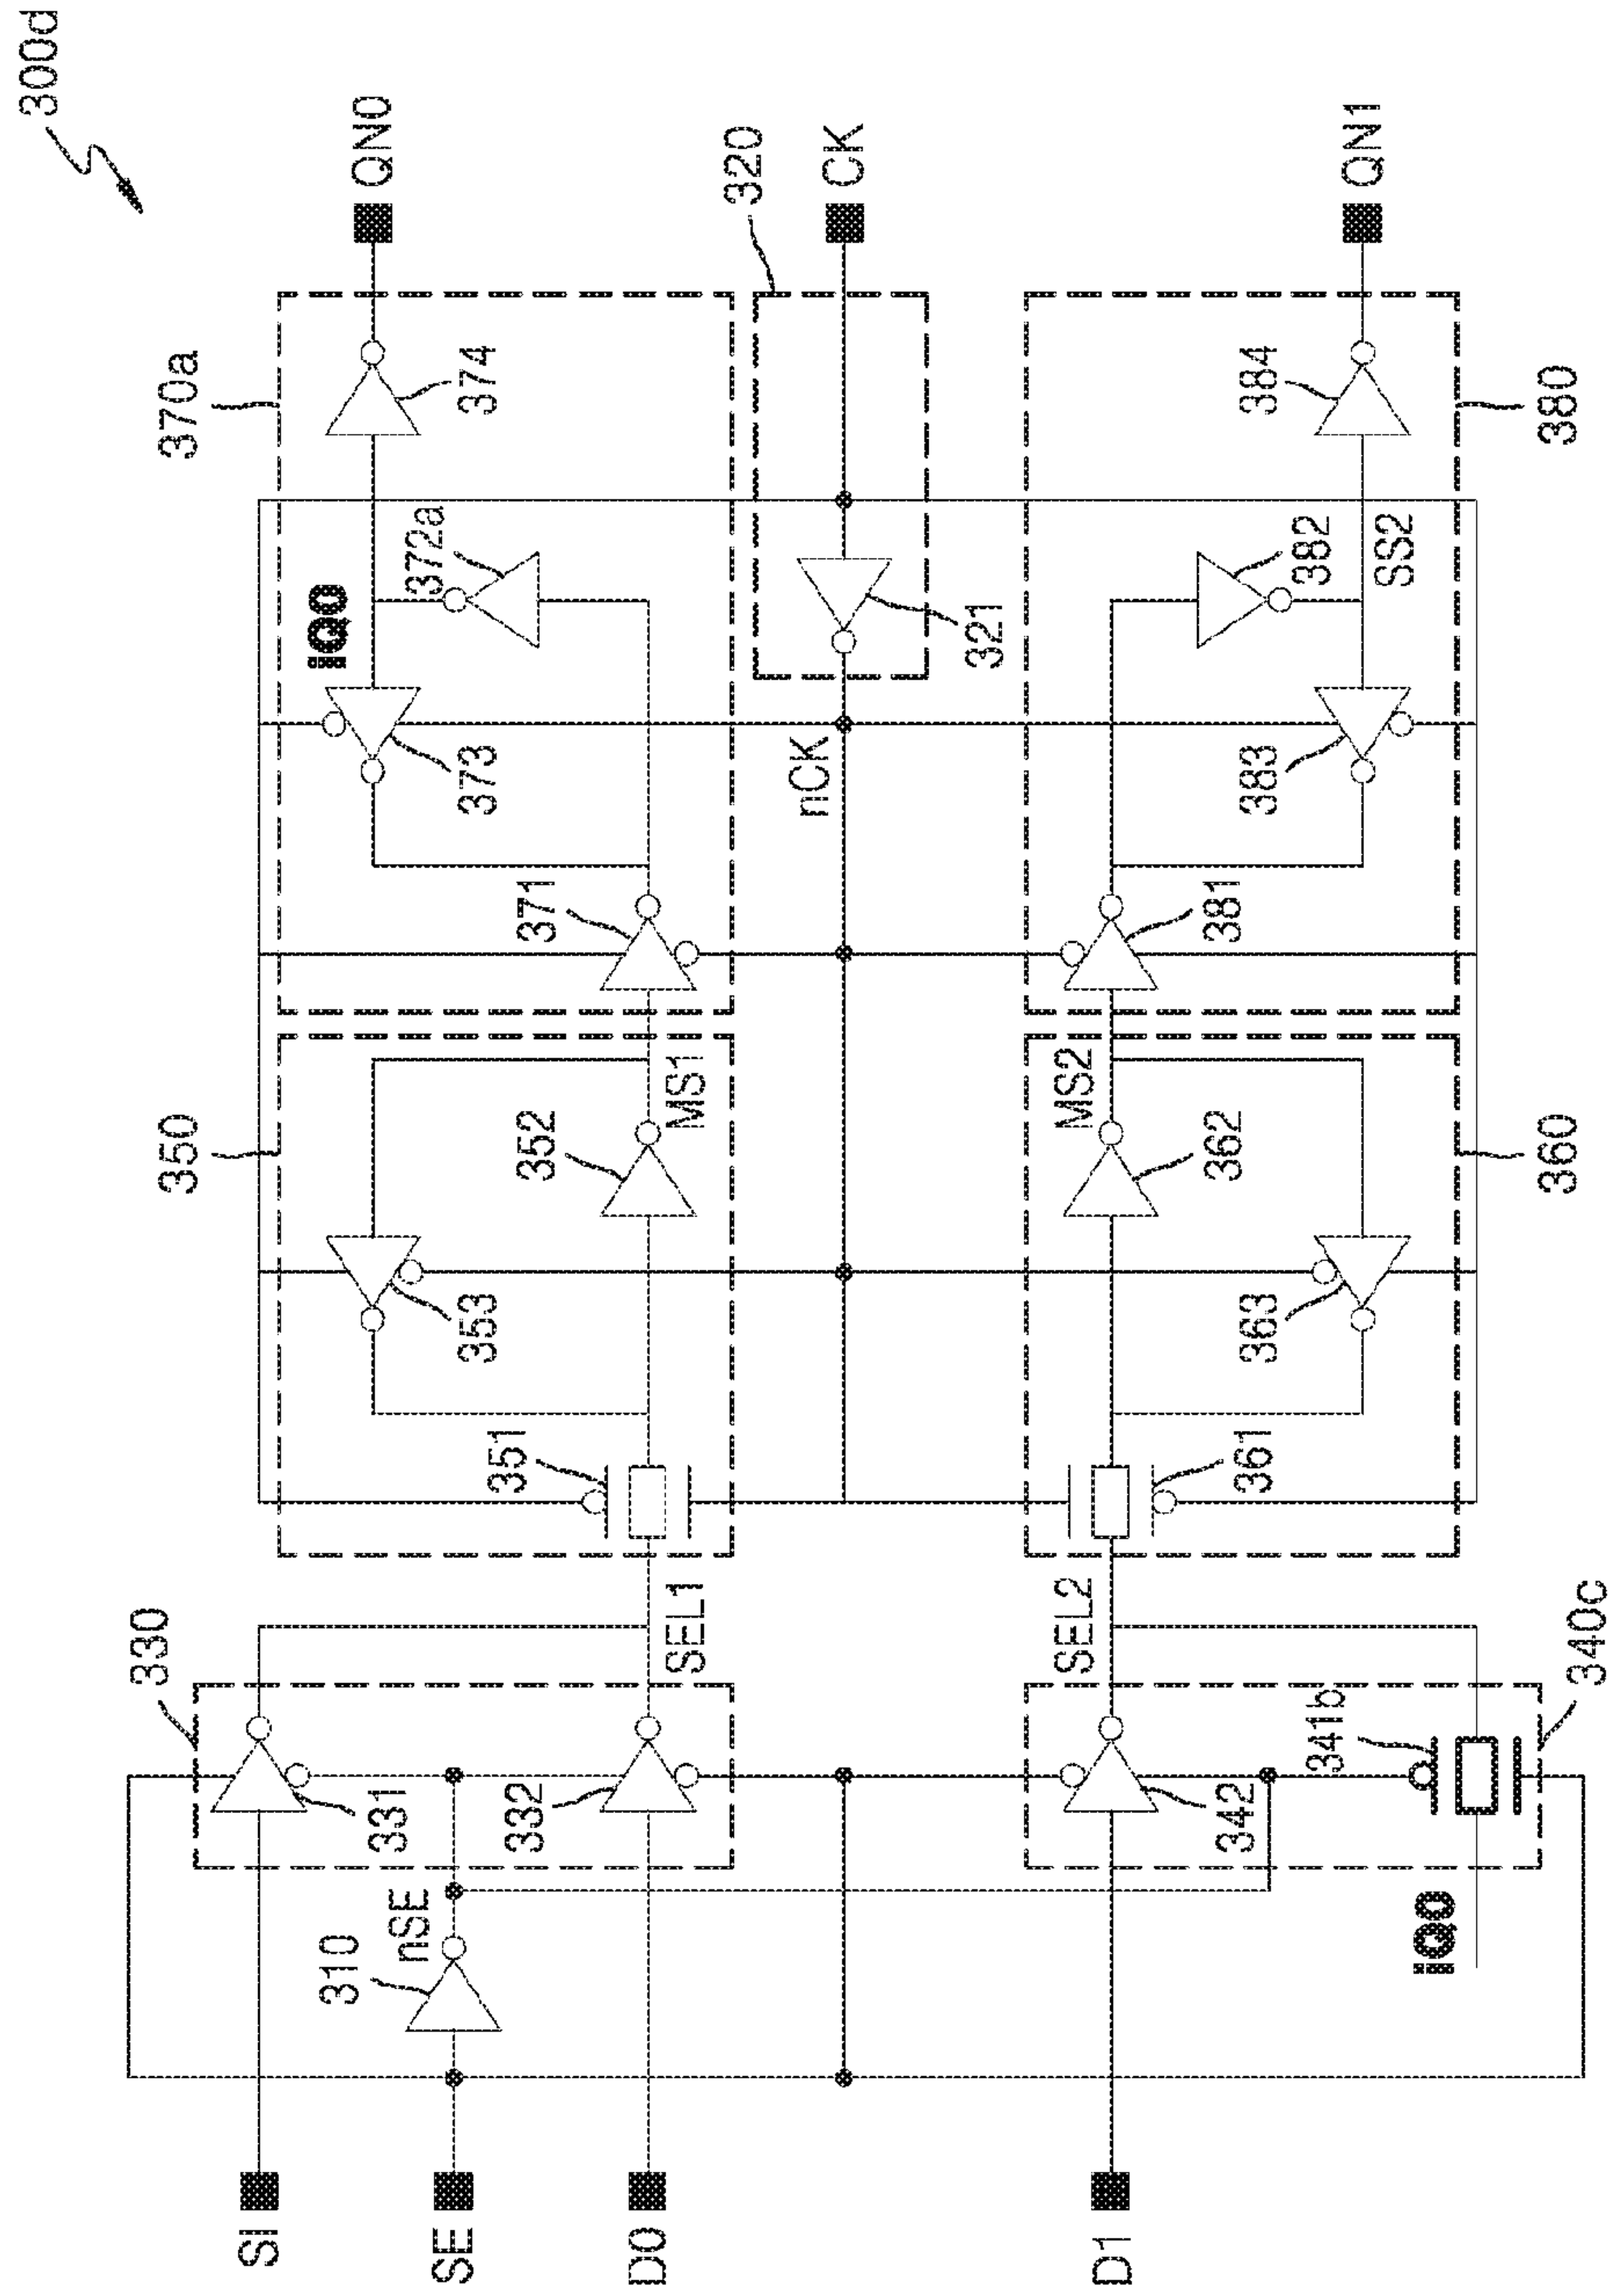 300d
SI
SE
D0
D1
310
nSE
330
331
332
SEL1
SEL2
342
341b
iQ0
340c
350
351
353
352
MS1
360
361
363
362
MS2
370a
371
373
iQ0
372a
374
QN0
320
321
nCK
CK
380
381
383
382
SS2
384
QN1